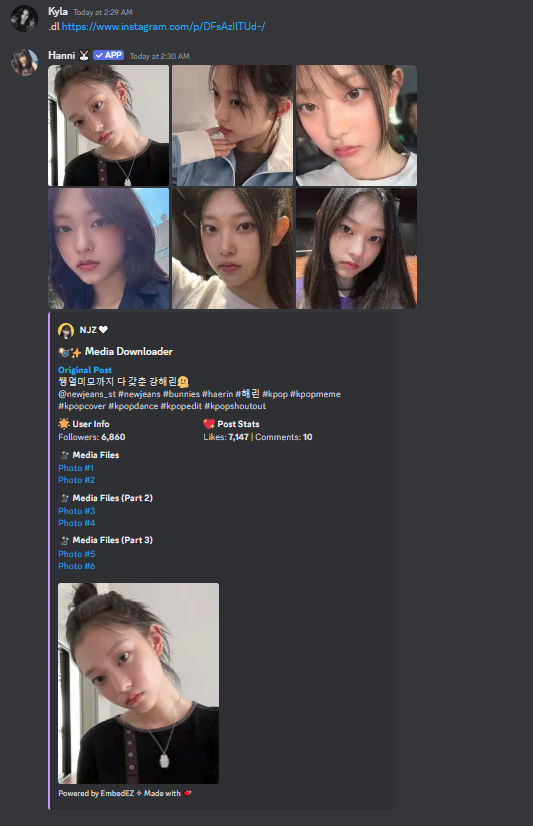 Kyla Today at 2:29 AM
.dl https://www.instagram.com/p/DFsAzIlTUd-/
Hanni 🐰 ✓ APP Today at 2:30 AM
NJZ 🤍
📸✨ Media Downloader
Original Post
쌩얼미모까지 다 갖춘 강해린🫠
@newjeans_st #newjeans #bunnies #haerin #해린 #kpop #kpopmeme
#kpopcover #kpopdance #kpopedit #kpopshoutout
User Info
Followers: 6,860
💖 Post Stats
Likes: 7,147 | Comments: 10
Media Files
Photo #1
Photo #2
Media Files (Part 2)
Photo #3
Photo #4
Media Files (Part 3)
Photo #5
Photo #6
Powered by EmbedEZ ✧ Made with